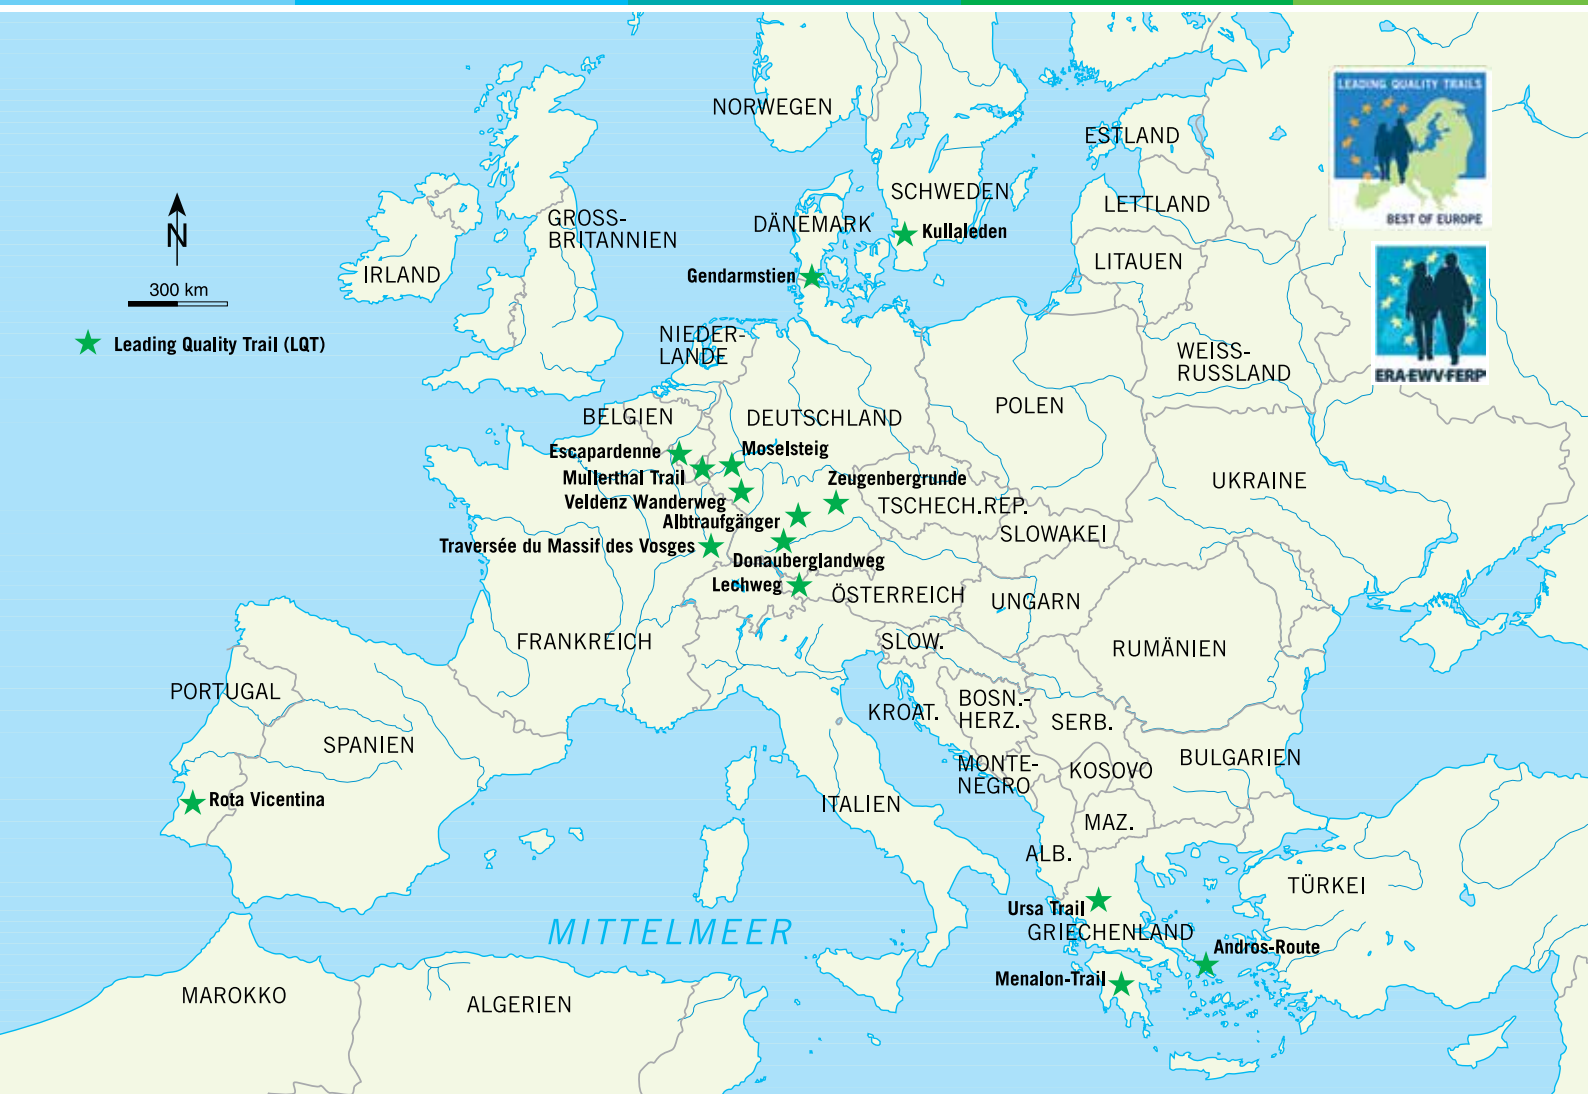 LEADING QUALITY TRAILS
BEST OF EUROPE
ERA-EWV-FERP
N
300 km
Leading Quality Trail (LQT)
NORWEGEN
ESTLAND
SCHWEDEN
LETTLAND
GROSS-
BRITANNIEN
DÄNEMARK
Kullaleden
LITAUEN
IRLAND
Gendarmstien
NIEDER-
LANDE
WEISS-
RUSSLAND
BELGIEN
DEUTSCHLAND
POLEN
Escapardenne
Moselsteig
Mullerthal Trail
Zeugenbergrunde
UKRAINE
Veldenz Wanderweg
TSCHECH.REP.
Albtraufgänger
SLOWAKEI
Traversée du Massif des Vosges
Donauberglandweg
Lechweg
ÖSTERREICH
UNGARN
FRANKREICH
SLOW.
RUMÄNIEN
PORTUGAL
BOSN.-
HERZ.
KROAT.
SERB.
SPANIEN
MONTE-
NEGRO
KOSOVO
BULGARIEN
Rota Vicentina
ITALIEN
MAZ.
ALB.
TÜRKEI
Ursa Trail
MITTELMEER
GRIECHENLAND
Andros-Route
Menalon-Trail
MAROKKO
ALGERIEN